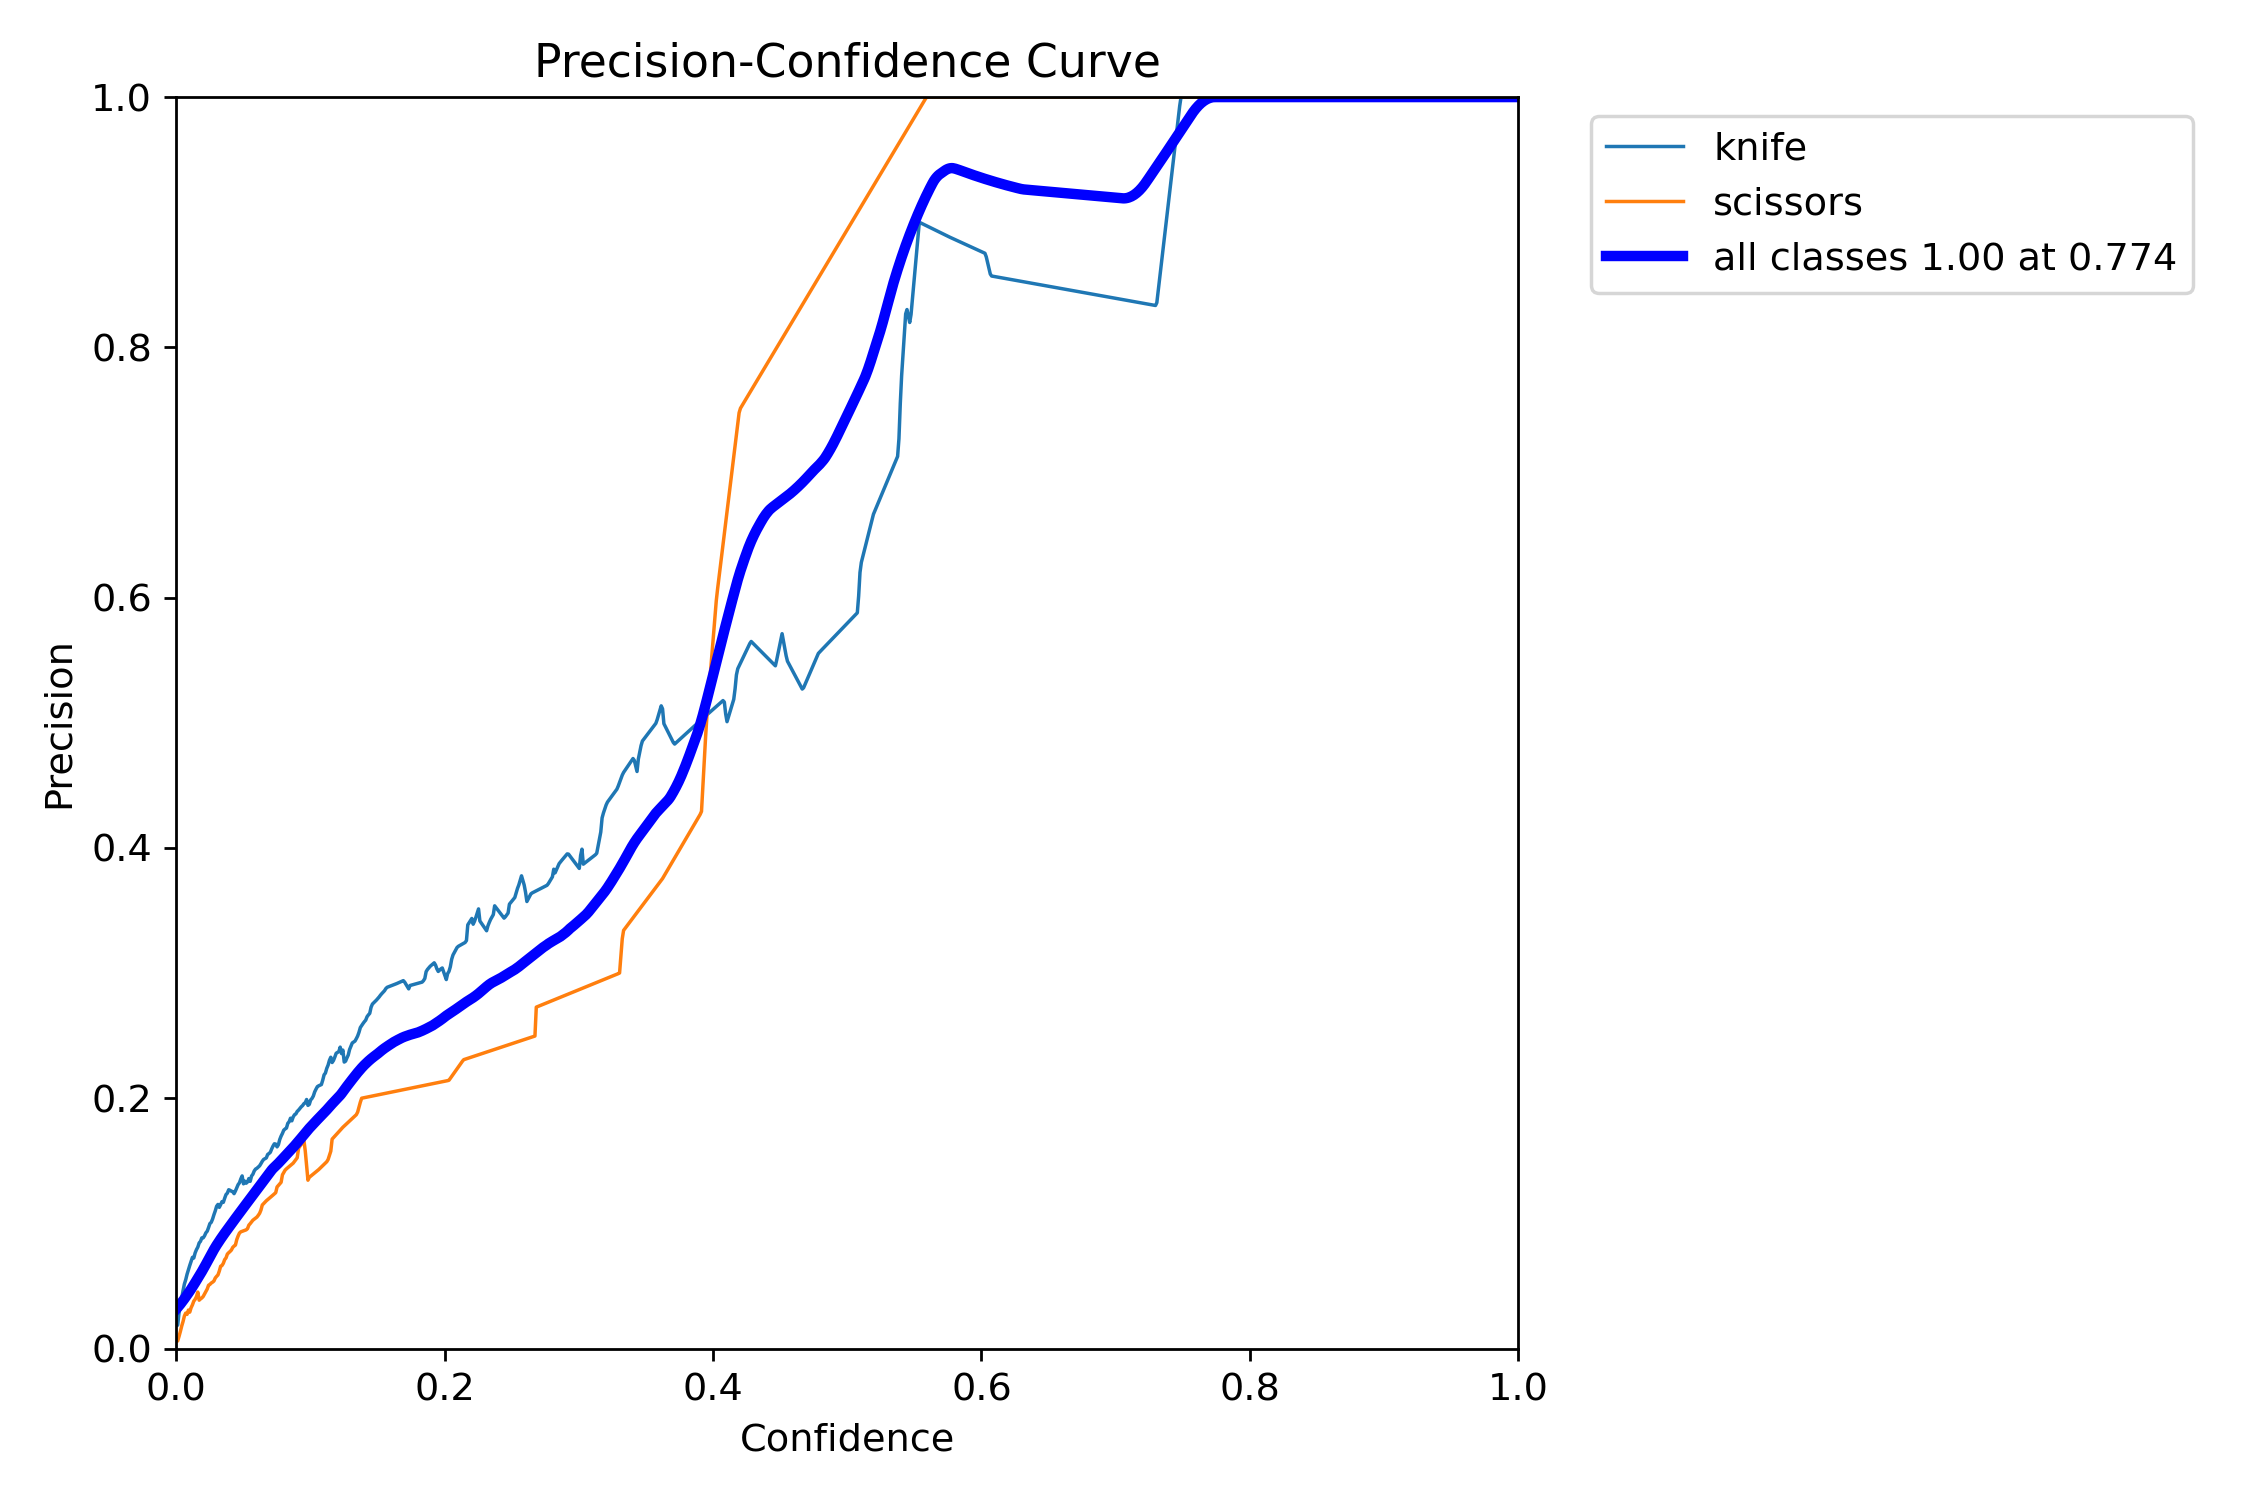 Precision-Confidence Curve
1.0
0.8
0.6
0.4
0.2
0.0
Precision
0.0 0.2 0.4 0.6 0.8 1.0
Confidence
knife
scissors
all classes 1.00 at 0.774